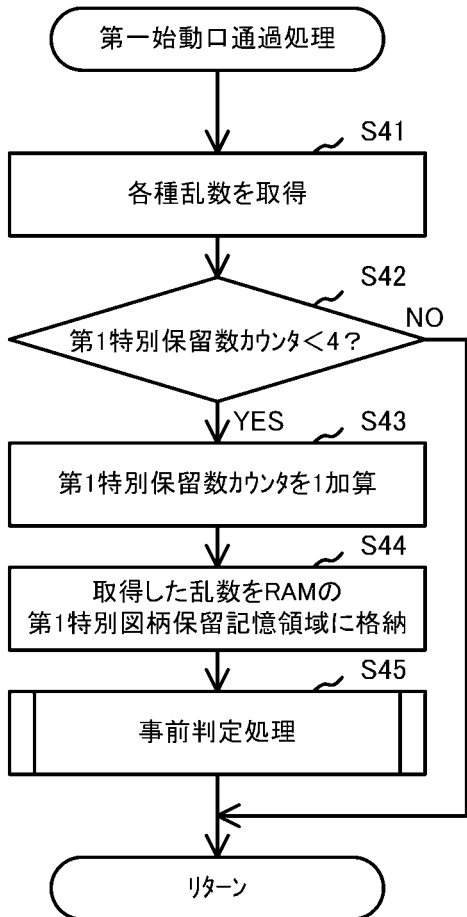 第一始動口通過処理
S41
各種乱数を取得
S42
第1特別保留数カウンタ<4?
NO
YES
S43
第1特別保留数カウンタを1加算
S44
取得した乱数をRAMの
第1特別図柄保留記憶領域に格納
S45
事前判定処理
リターン